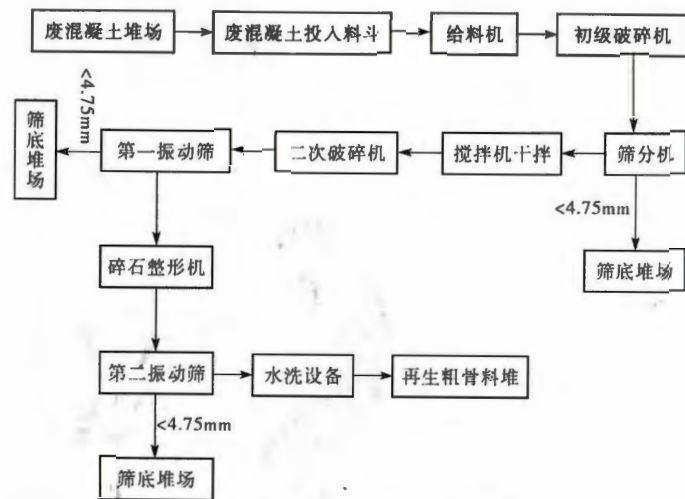 废混凝土堆场
废混凝土投入料斗
给料机
初级破碎机
筛底堆场
<4.75mm
第一振动筛
二次破碎机
搅拌机干拌
筛分机
<4.75mm
碎石整形机
筛底堆场
第二振动筛
水洗设备
再生粗骨料堆
<4.75mm
筛底堆场